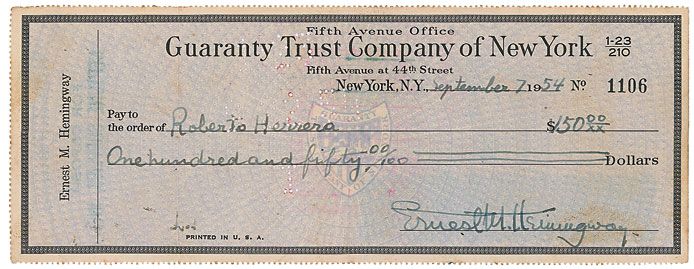 Fifth Avenue Office
Guaranty Trust Company of New York 1-23/210
Fifth Avenue at 44th Street
New York, N.Y., September 7 1954 No 1106
Pay to
the order of Roberto Herrera $150 00/xx
One hundred and fifty 00/100 Dollars
Ernest M. Hemingway
PRINTED IN U. S. A.
Ernest M. Hemingway
GUARANTY